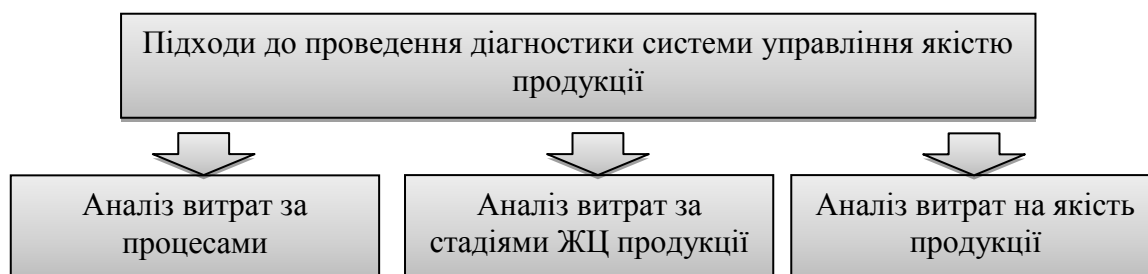 Підходи до проведення діагностики системи управління якістю
продукції
Аналіз витрат за
процесами
Аналіз витрат за
стадіями ЖЦ продукції
Аналіз витрат на якість
продукції